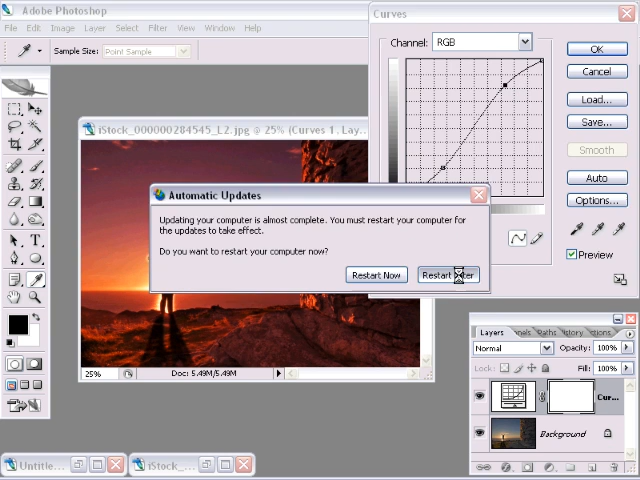 Adobe Photoshop
File Edit Image Layer Select Filter View Window Help
Sample Size: Point Sample
Curves
Channel: RGB
OK
Cancel
Load...
Save...
Smooth
Auto
Options...
Preview
iStock_000000284545_L2.jpg @ 25% (Curves 1, Lay...
Automatic Updates
Updating your computer is almost complete. You must restart your computer for
the updates to take effect.
Do you want to restart your computer now?
Restart Now
Restart
25% Doc: 5.49M/5.49M
Layers Paths
Normal Opacity: 100%
Lock: Fill: 100%
Cur...
Background
Untitle...
iStock_...